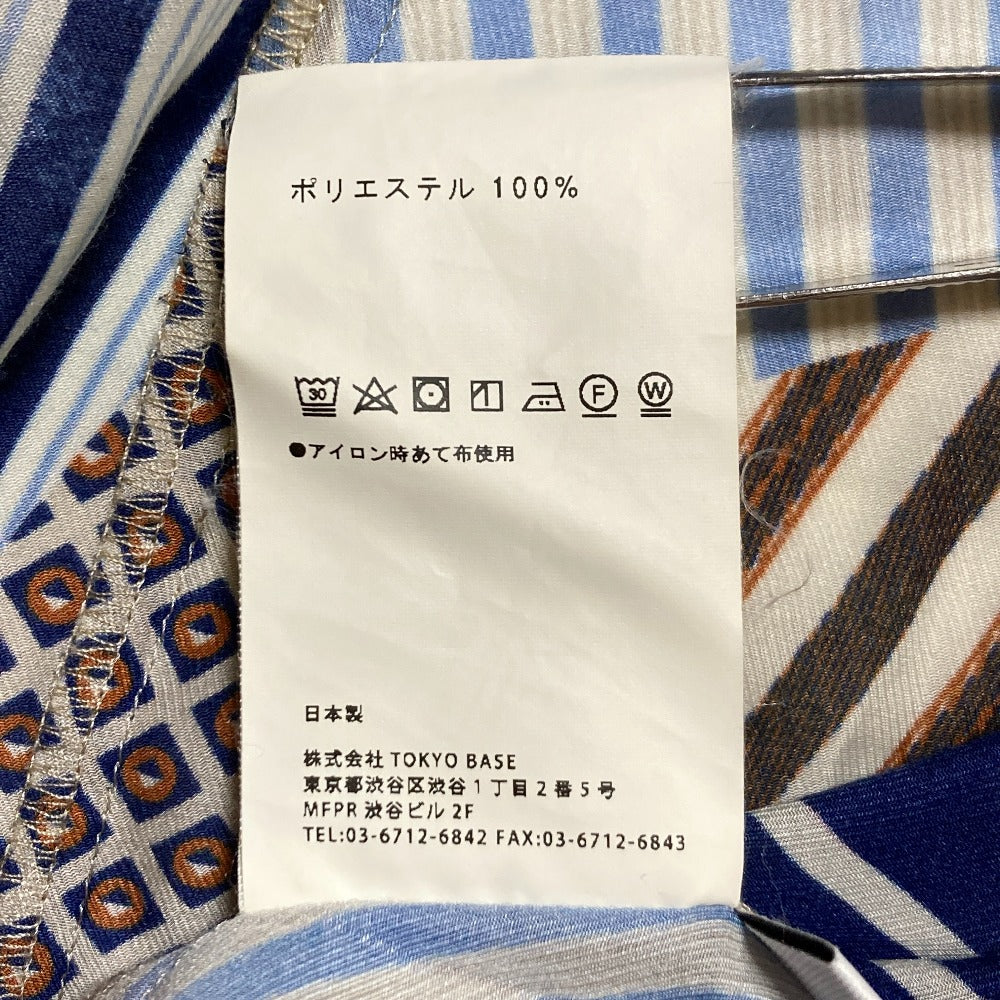 ポリエステル 100%
30 F W
●アイロン時あて布使用
日本製
株式会社 TOKYO BASE
東京都渋谷区渋谷1丁目2番5号
MFPR 渋谷ビル 2F
TEL:03-6712-6842 FAX:03-6712-6843